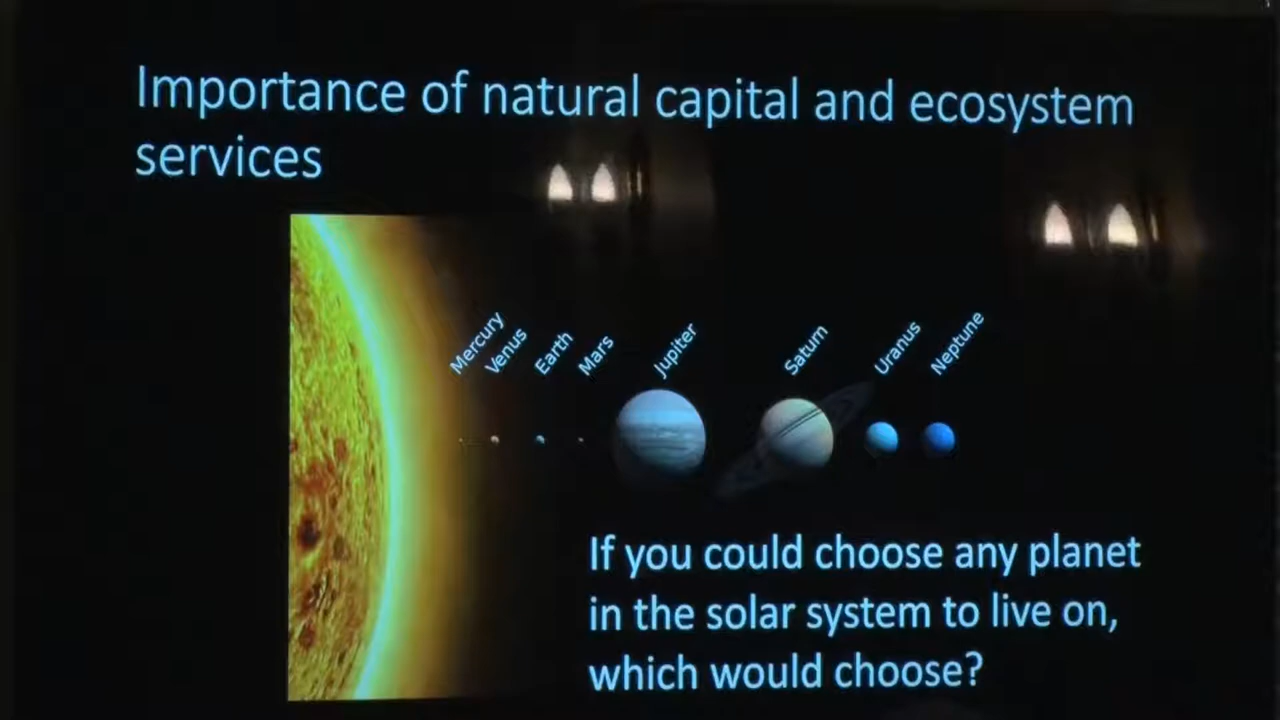 Importance of natural capital and ecosystem
services
Mercury
Venus
Earth
Mars
Jupiter
Saturn
Uranus
Neptune
If you could choose any planet
in the solar system to live on,
which would choose?